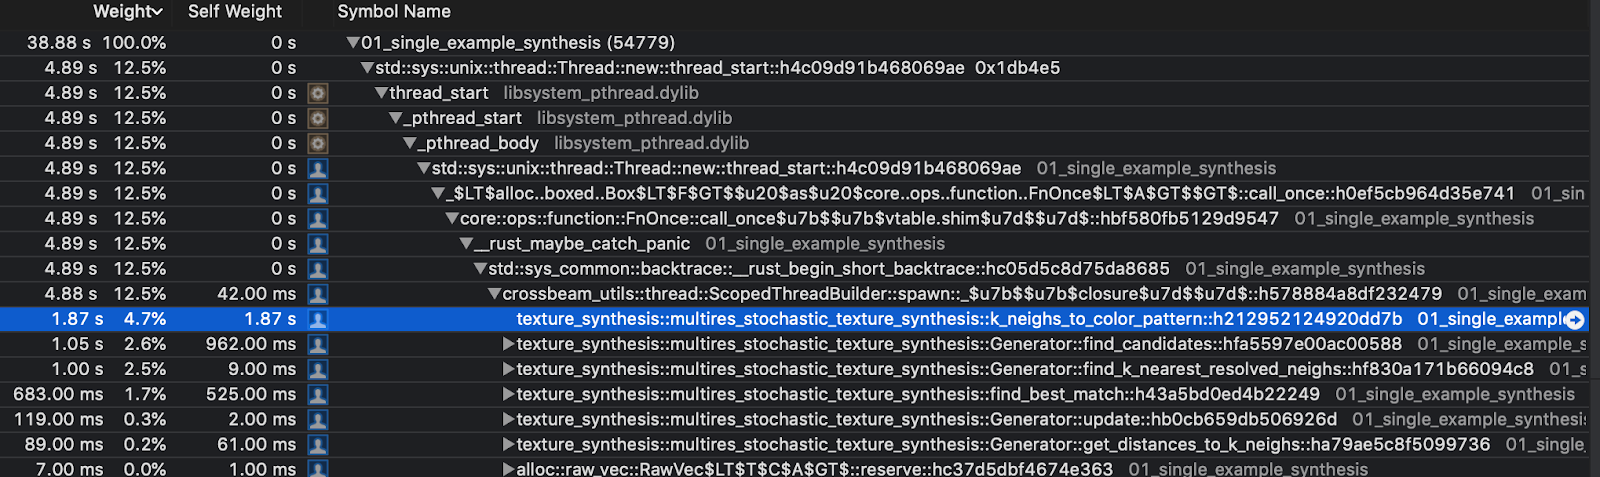 Weight Self Weight Symbol Name
38.88 s 100.0% 0 s 01_single_example_synthesis (54779)
4.89 s 12.5% 0 s std::sys::unix::thread::Thread::new::thread_start::h4c09d91b468069ae 0x1db4e5
4.89 s 12.5% 0 s thread_start libsystem_pthread.dylib
4.89 s 12.5% 0 s _pthread_start libsystem_pthread.dylib
4.89 s 12.5% 0 s _pthread_body libsystem_pthread.dylib
4.89 s 12.5% 0 s std::sys::unix::thread::Thread::new::thread_start::h4c09d91b468069ae 01_single_example_synthesis
4.89 s 12.5% 0 s _$LT$alloc..boxed..Box$LT$F$GT$$u20$as$u20$core..ops..function..FnOnce$LT$A$GT$$GT$::call_once::h0ef5cb964d35e741 01_sin
4.89 s 12.5% 0 s core::ops::function::FnOnce::call_once$u7b$$u7b$vtable.shim$u7d$$u7d$::hbf580fb5129d9547 01_single_example_synthesis
4.89 s 12.5% 0 s __rust_maybe_catch_panic 01_single_example_synthesis
4.89 s 12.5% 0 s std::sys_common::backtrace::__rust_begin_short_backtrace::hc05d5c8d75da8685 01_single_example_synthesis
4.88 s 12.5% 42.00 ms crossbeam_utils::thread::ScopedThreadBuilder::spawn::_$u7b$$u7b$closure$u7d$$u7d$::h578884a8df232479 01_single_exam
1.87 s 4.7% 1.87 s texture_synthesis::multires_stochastic_texture_synthesis::k_neighs_to_color_pattern::h212952124920dd7b 01_single_example
1.05 s 2.6% 962.00 ms texture_synthesis::multires_stochastic_texture_synthesis::Generator::find_candidates::hfa5597e00ac00588 01_single_example_s
1.00 s 2.5% 9.00 ms texture_synthesis::multires_stochastic_texture_synthesis::Generator::find_k_nearest_resolved_neighs::hf830a171b66094c8 01_s
683.00 ms 1.7% 525.00 ms texture_synthesis::multires_stochastic_texture_synthesis::find_best_match::h43a5bd0ed4b22249 01_single_example_synthesis
119.00 ms 0.3% 2.00 ms texture_synthesis::multires_stochastic_texture_synthesis::Generator::update::hb0cb659db506926d 01_single_example_synthesis
89.00 ms 0.2% 61.00 ms texture_synthesis::multires_stochastic_texture_synthesis::Generator::get_distances_to_k_neighs::ha79ae5c8f5099736 01_single_
7.00 ms 0.0% 1.00 ms alloc::raw_vec::RawVec$LT$T$C$A$GT$::reserve::hc37d5dbf4674e363 01_single_example_synthesis